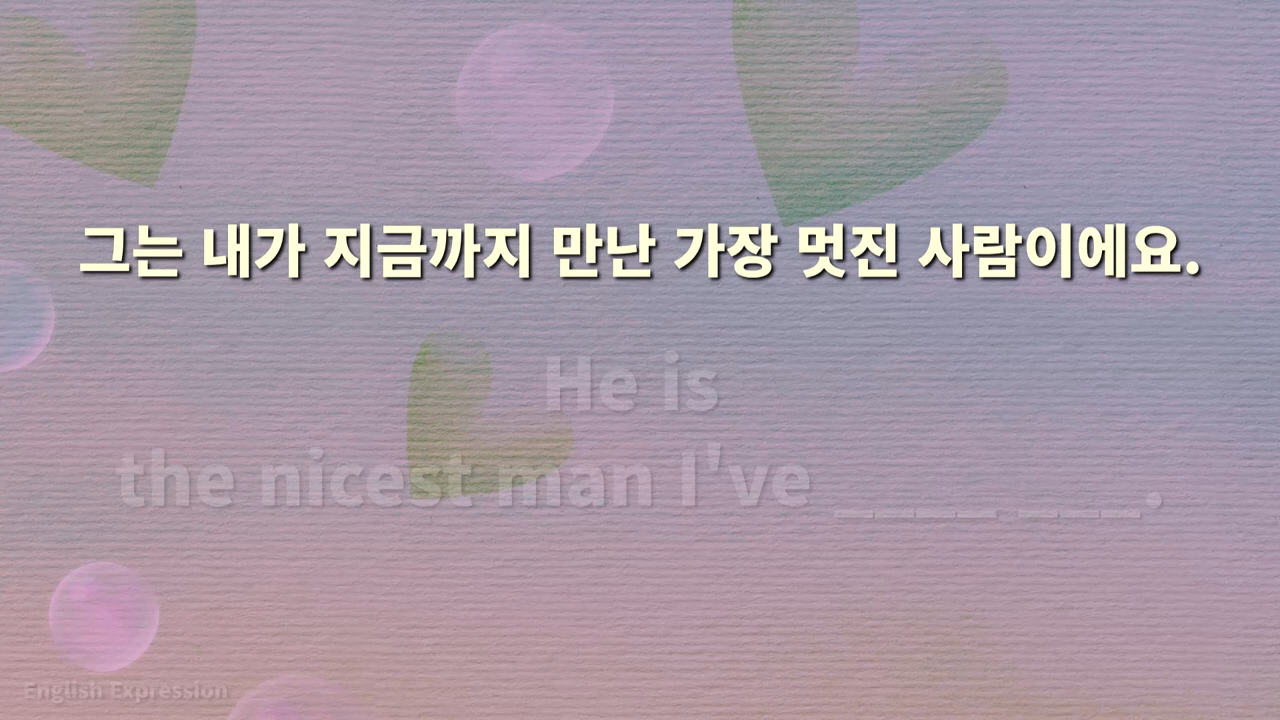 그는 내가 지금까지 만난 가장 멋진 사람이에요.
He is
the nicest man I've ____ ___.
English Expression